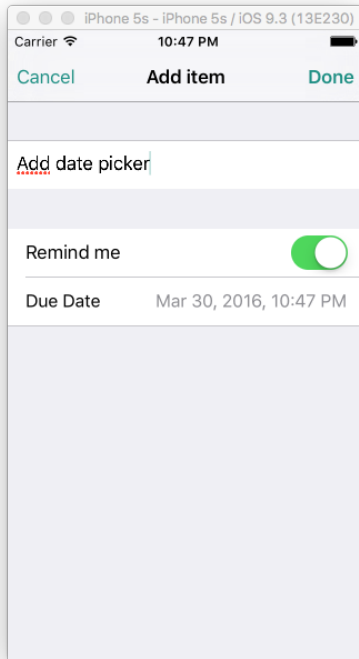 iPhone 5s - iPhone 5s / iOS 9.3 (13E230)
Carrier 10:47 PM
Cancel Add item Done
Add date picker
Remind me
Due Date Mar 30, 2016, 10:47 PM